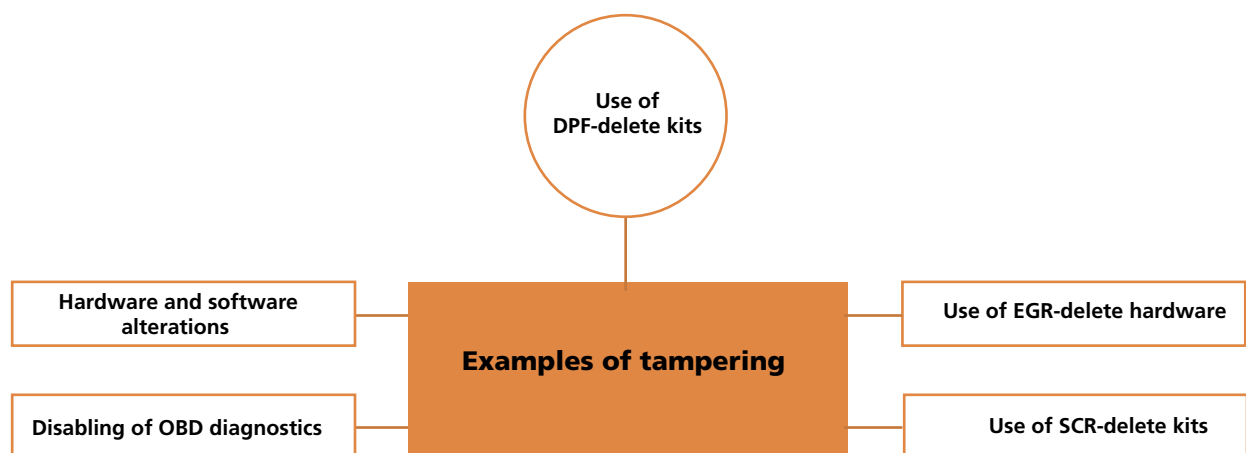 Use of
DPF-delete kits
Hardware and software
alterations
Use of EGR-delete hardware
Examples of tampering
Disabling of OBD diagnostics
Use of SCR-delete kits